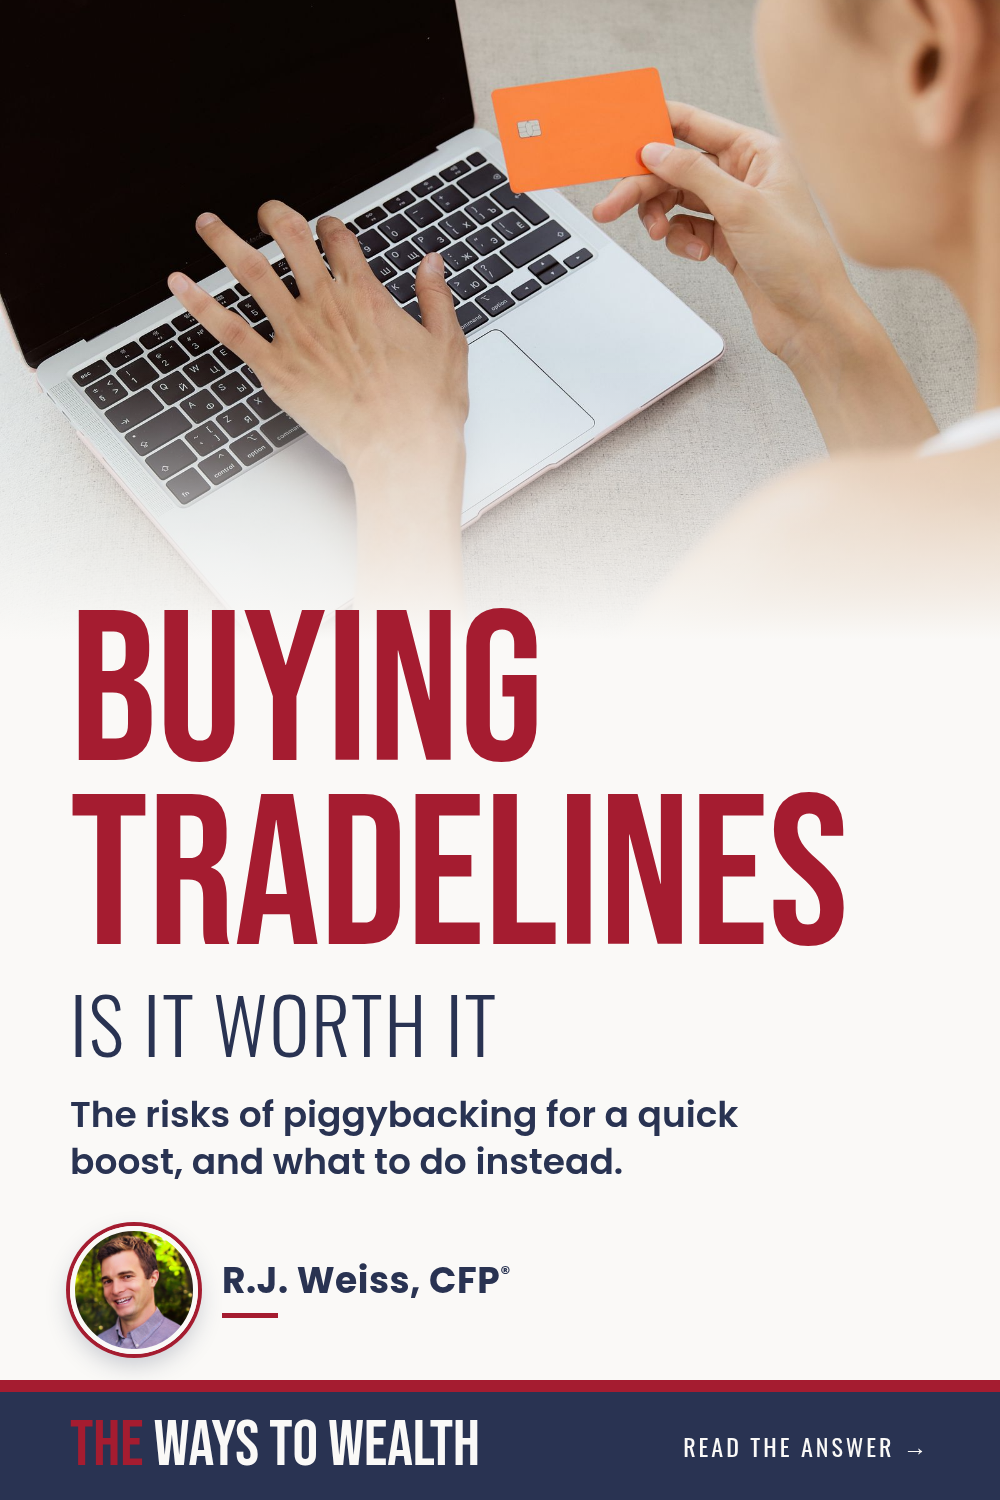 BUYING
TRADELINES
IS IT WORTH IT
The risks of piggybacking for a quick
boost, and what to do instead.
R.J. Weiss, CFP®
THE WAYS TO WEALTH
READ THE ANSWER →